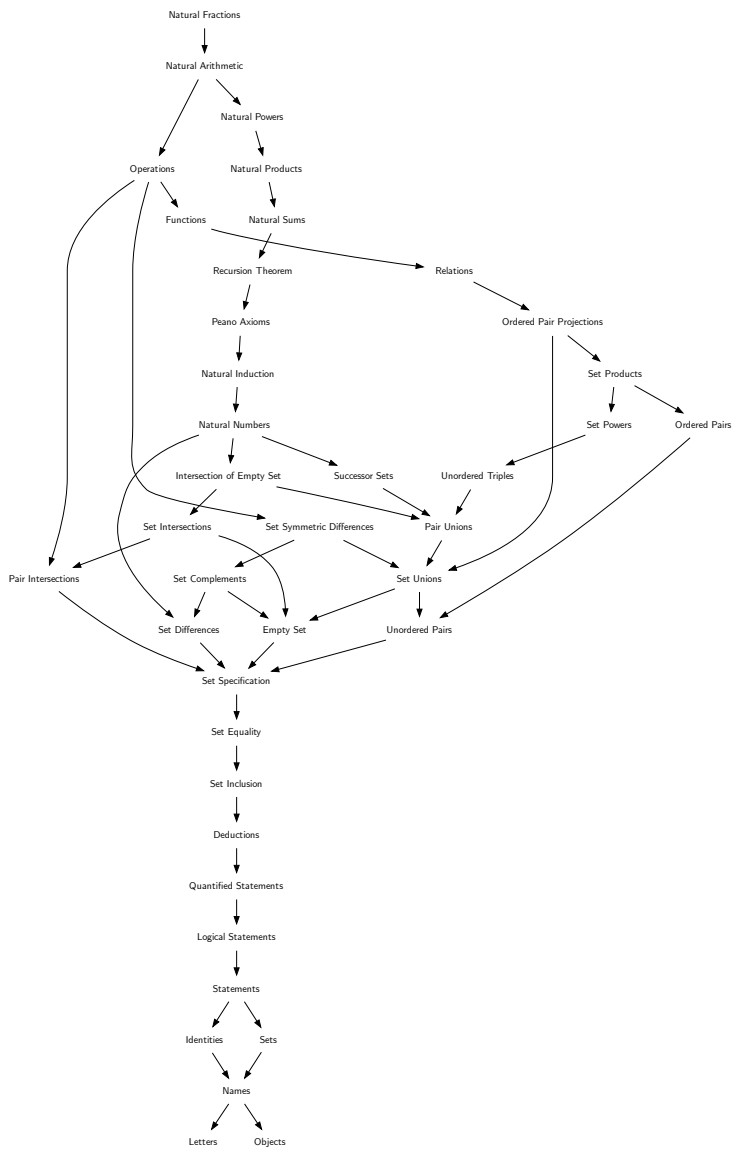 Natural Fractions
Natural Arithmetic
Natural Powers
Operations
Natural Products
Functions
Natural Sums
Recursion Theorem
Relations
Peano Axioms
Ordered Pair Projections
Natural Induction
Set Products
Natural Numbers
Set Powers
Ordered Pairs
Intersection of Empty Set
Successor Sets
Unordered Triples
Set Intersections
Set Symmetric Differences
Pair Unions
Pair Intersections
Set Complements
Set Unions
Set Differences
Empty Set
Unordered Pairs
Set Specification
Set Equality
Set Inclusion
Deductions
Quantified Statements
Logical Statements
Statements
Identities
Sets
Names
Letters
Objects